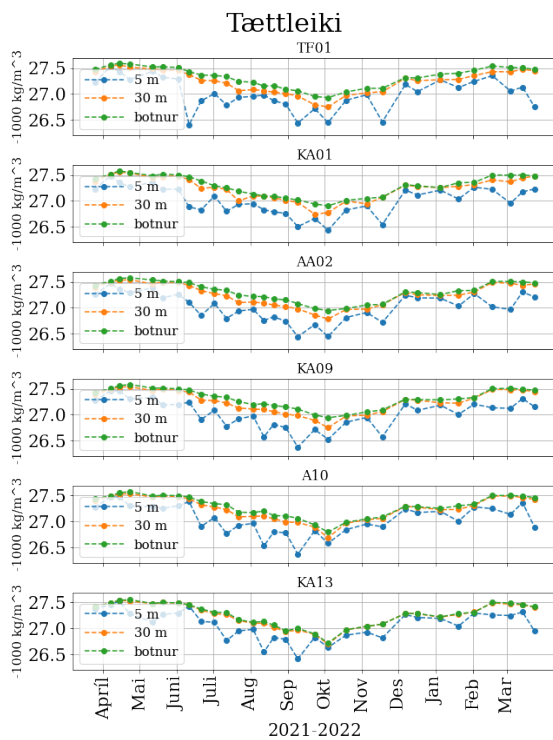 Tættleiki
TF01
-1000 kg/m^3
27.5
27.0
26.5
5 m
30 m
botnur
KA01
-1000 kg/m^3
27.5
27.0
26.5
5 m
30 m
botnur
AA02
-1000 kg/m^3
27.5
27.0
26.5
5 m
30 m
botnur
KA09
-1000 kg/m^3
27.5
27.0
26.5
5 m
30 m
botnur
A10
-1000 kg/m^3
27.5
27.0
26.5
5 m
30 m
botnur
KA13
-1000 kg/m^3
27.5
27.0
26.5
5 m
30 m
botnur
Apríl Mai Juni Juli Aug Sep Okt Nov Des Jan Feb Mar
2021-2022